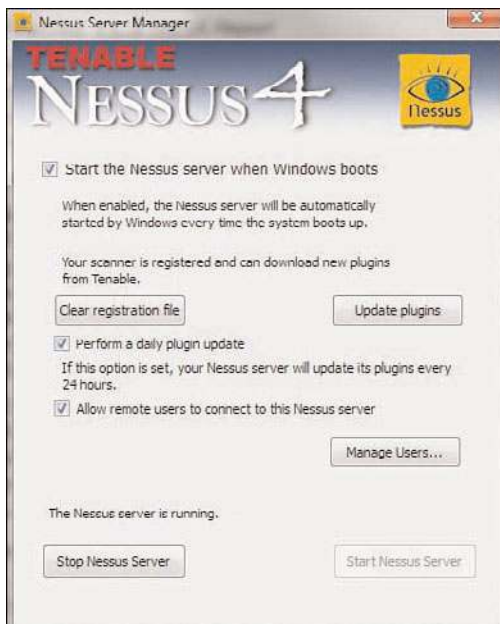 Nessus Server Manager
TENABLE
NESSUS 4
nessus
Start the Nessus server when Windows boots
When enabled, the Nessus server will be automatically
started by Windows every time the system boots up.
Your scanner is registered and can download new plugins
from Tenable.
Clear registration file Update plugins
Perform a daily plugin update
If this option is set, your Nessus server will update its plugins every
24 hours.
Allow remote users to connect to this Nessus server
Manage Users...
The Nessus server is running.
Stop Nessus Server Start Nessus Server